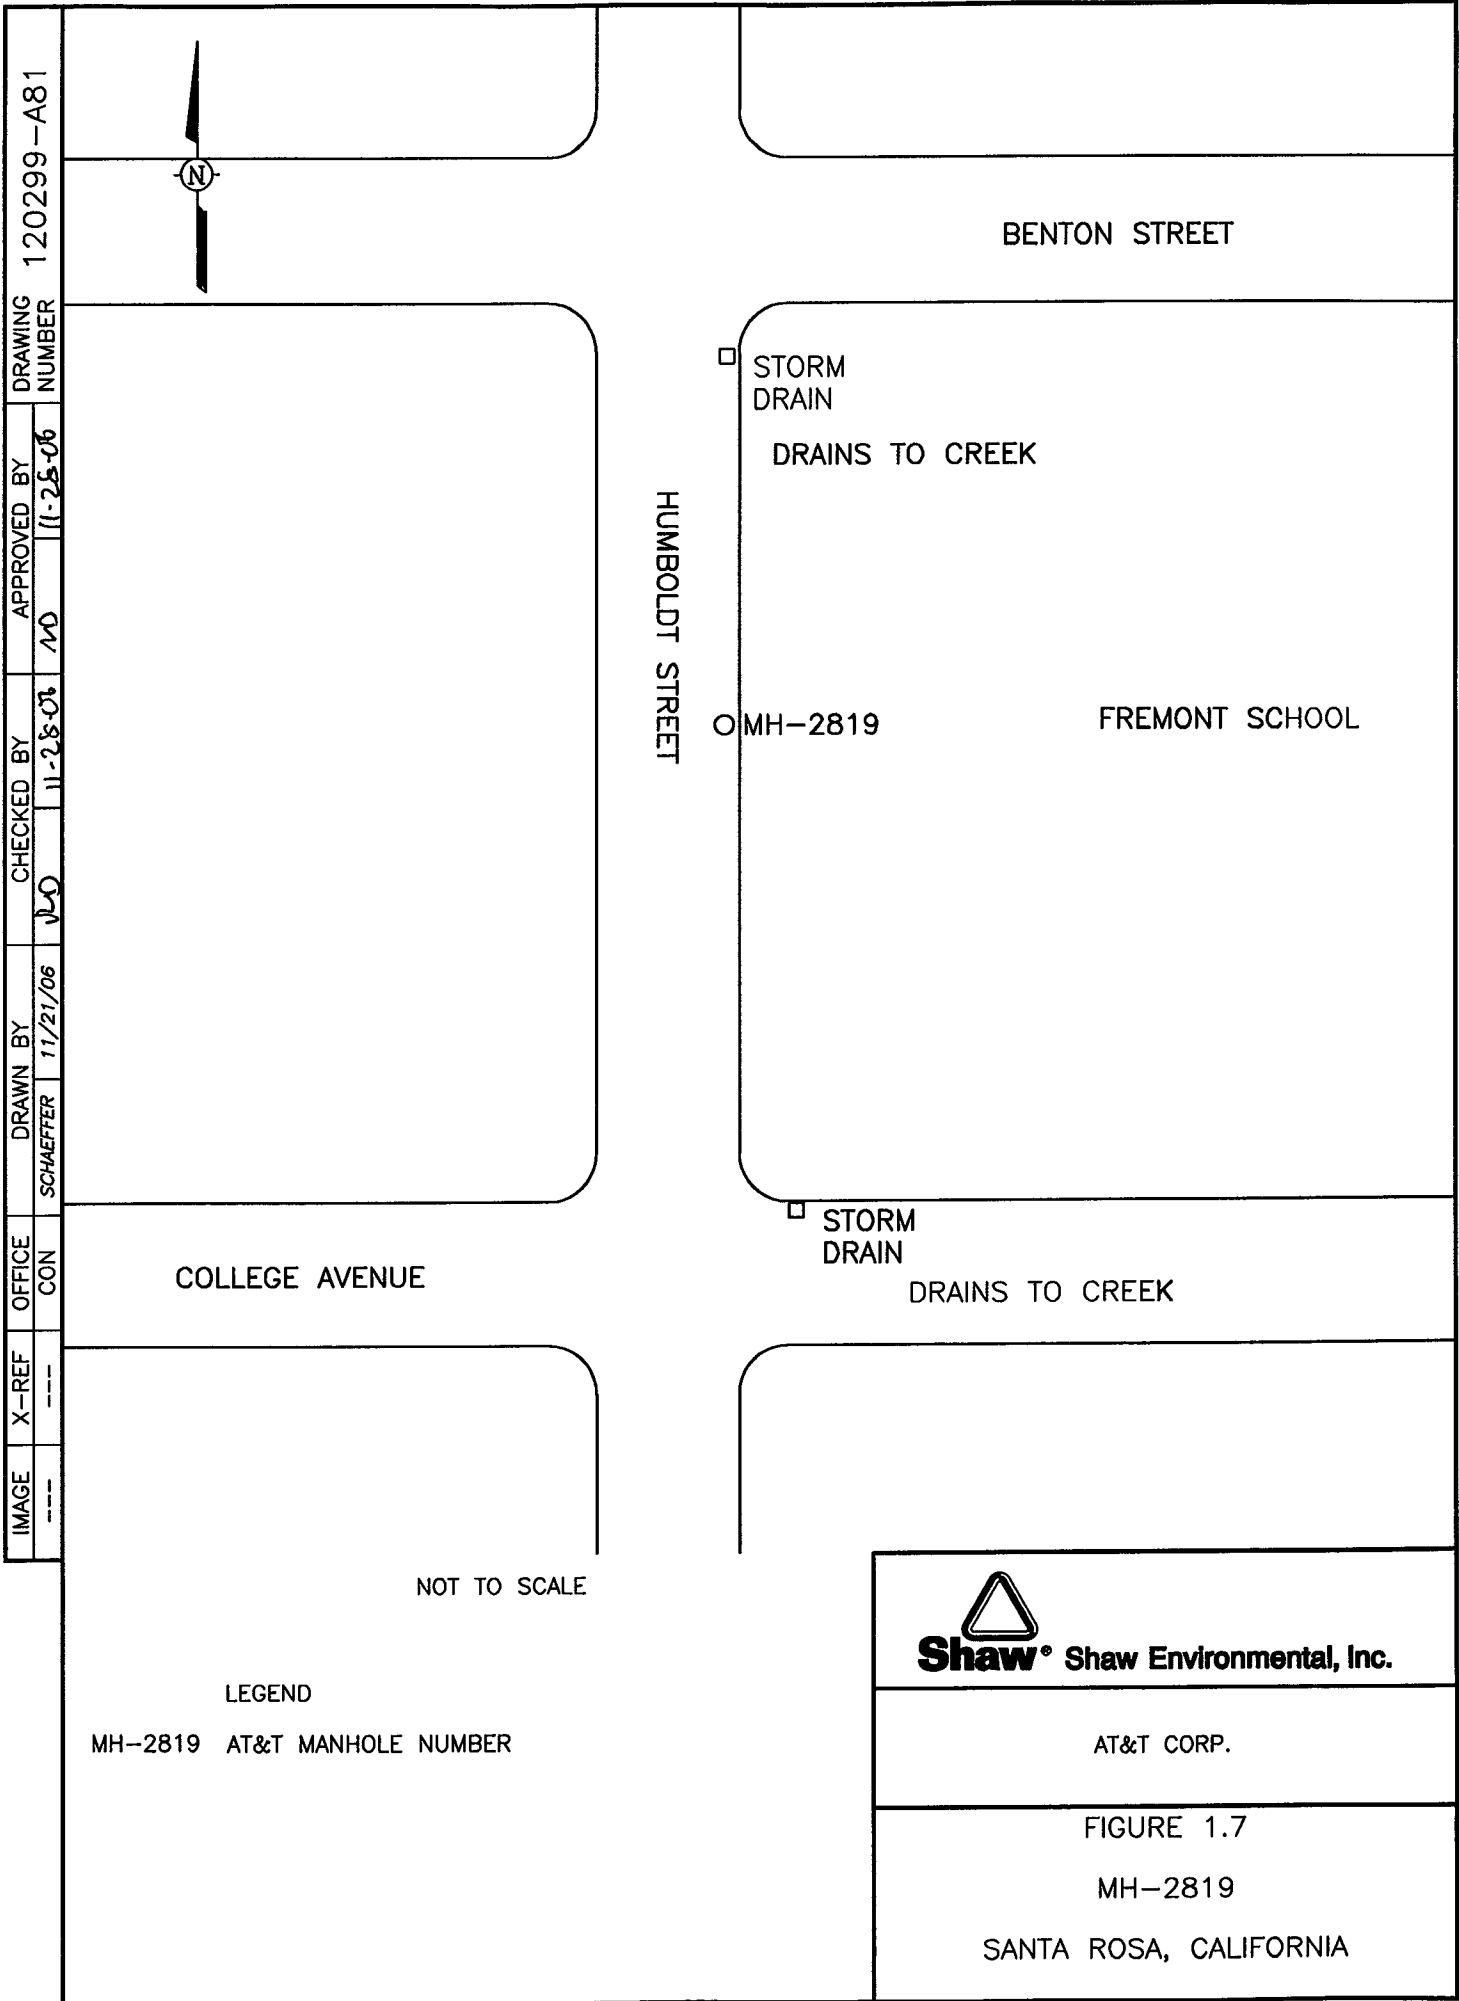 DRAWING NUMBER 120299-A81
APPROVED BY
11-28-06
CHECKED BY
11-28-06
DRAWN BY
SCHAEFFER 11/21/06
OFFICE
CON
X-REF
---
IMAGE
---
N
BENTON STREET
STORM
DRAIN
DRAINS TO CREEK
HUMBOLDT STREET
MH-2819
FREMONT SCHOOL
STORM
DRAIN
COLLEGE AVENUE
DRAINS TO CREEK
NOT TO SCALE
LEGEND
MH-2819 AT&T MANHOLE NUMBER
Shaw® Shaw Environmental, Inc.
AT&T CORP.
FIGURE 1.7
MH-2819
SANTA ROSA, CALIFORNIA